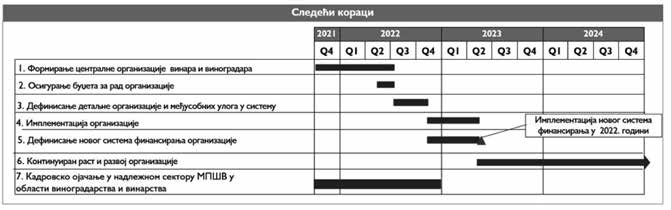 Следећи кораци
2021 2022 2023 2024
Q4 Q1 Q2 Q3 Q4 Q1 Q2 Q3 Q4 Q1 Q2 Q3 Q4
1. Формирање централне организације винара и виноградара
2. Осигурање буџета за рад организације
3. Дефинисање детаљне организације и међусобних улога у систему
4. Имплементација организације
5. Дефинисање новог система финансирања организације
Имплементација новог система
финансирања у 2022. години
6. Континуиран раст и развој организације
7. Кадровско ојачање у надлежном сектору МПШВ у
области виноградарства и винарства